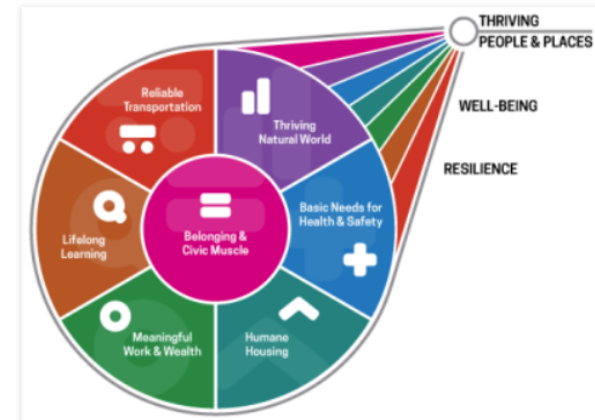 THRIVING
PEOPLE & PLACES
WELL-BEING
RESILIENCE
Reliable
Transportation
Thriving
Natural World
Basic Needs for
Health & Safety
Belonging &
Civic Muscle
Lifelong
Learning
Meaningful
Work & Wealth
Humane
Housing